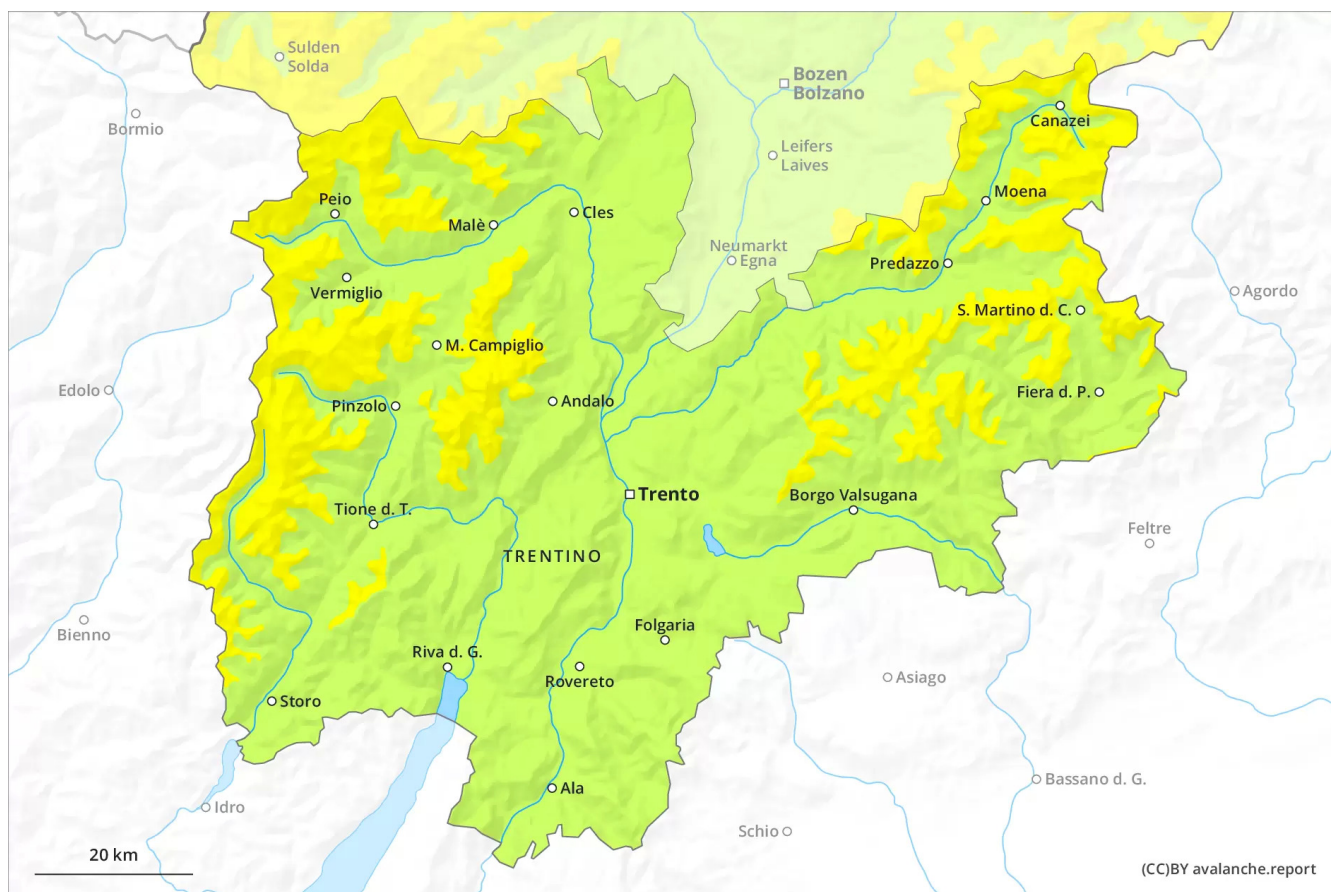 Sulden
Solda
Bozen
Bolzano
Bormio
Canazei
Leifers
Laives
Peio
Moena
Malè
Cles
Neumarkt
Egna
Predazzo
Vermiglio
Agordo
S. Martino d. C.
M. Campiglio
Edolo
Fiera d. P.
Pinzolo
Andalo
Trento
Borgo Valsugana
Tione d. T.
Feltre
TRENTINO
Bienno
Folgaria
Riva d. G.
Rovereto
Asiago
Storo
Bassano d. G.
Ala
Idro
Schio
20 km
(CC)BY avalanche.report